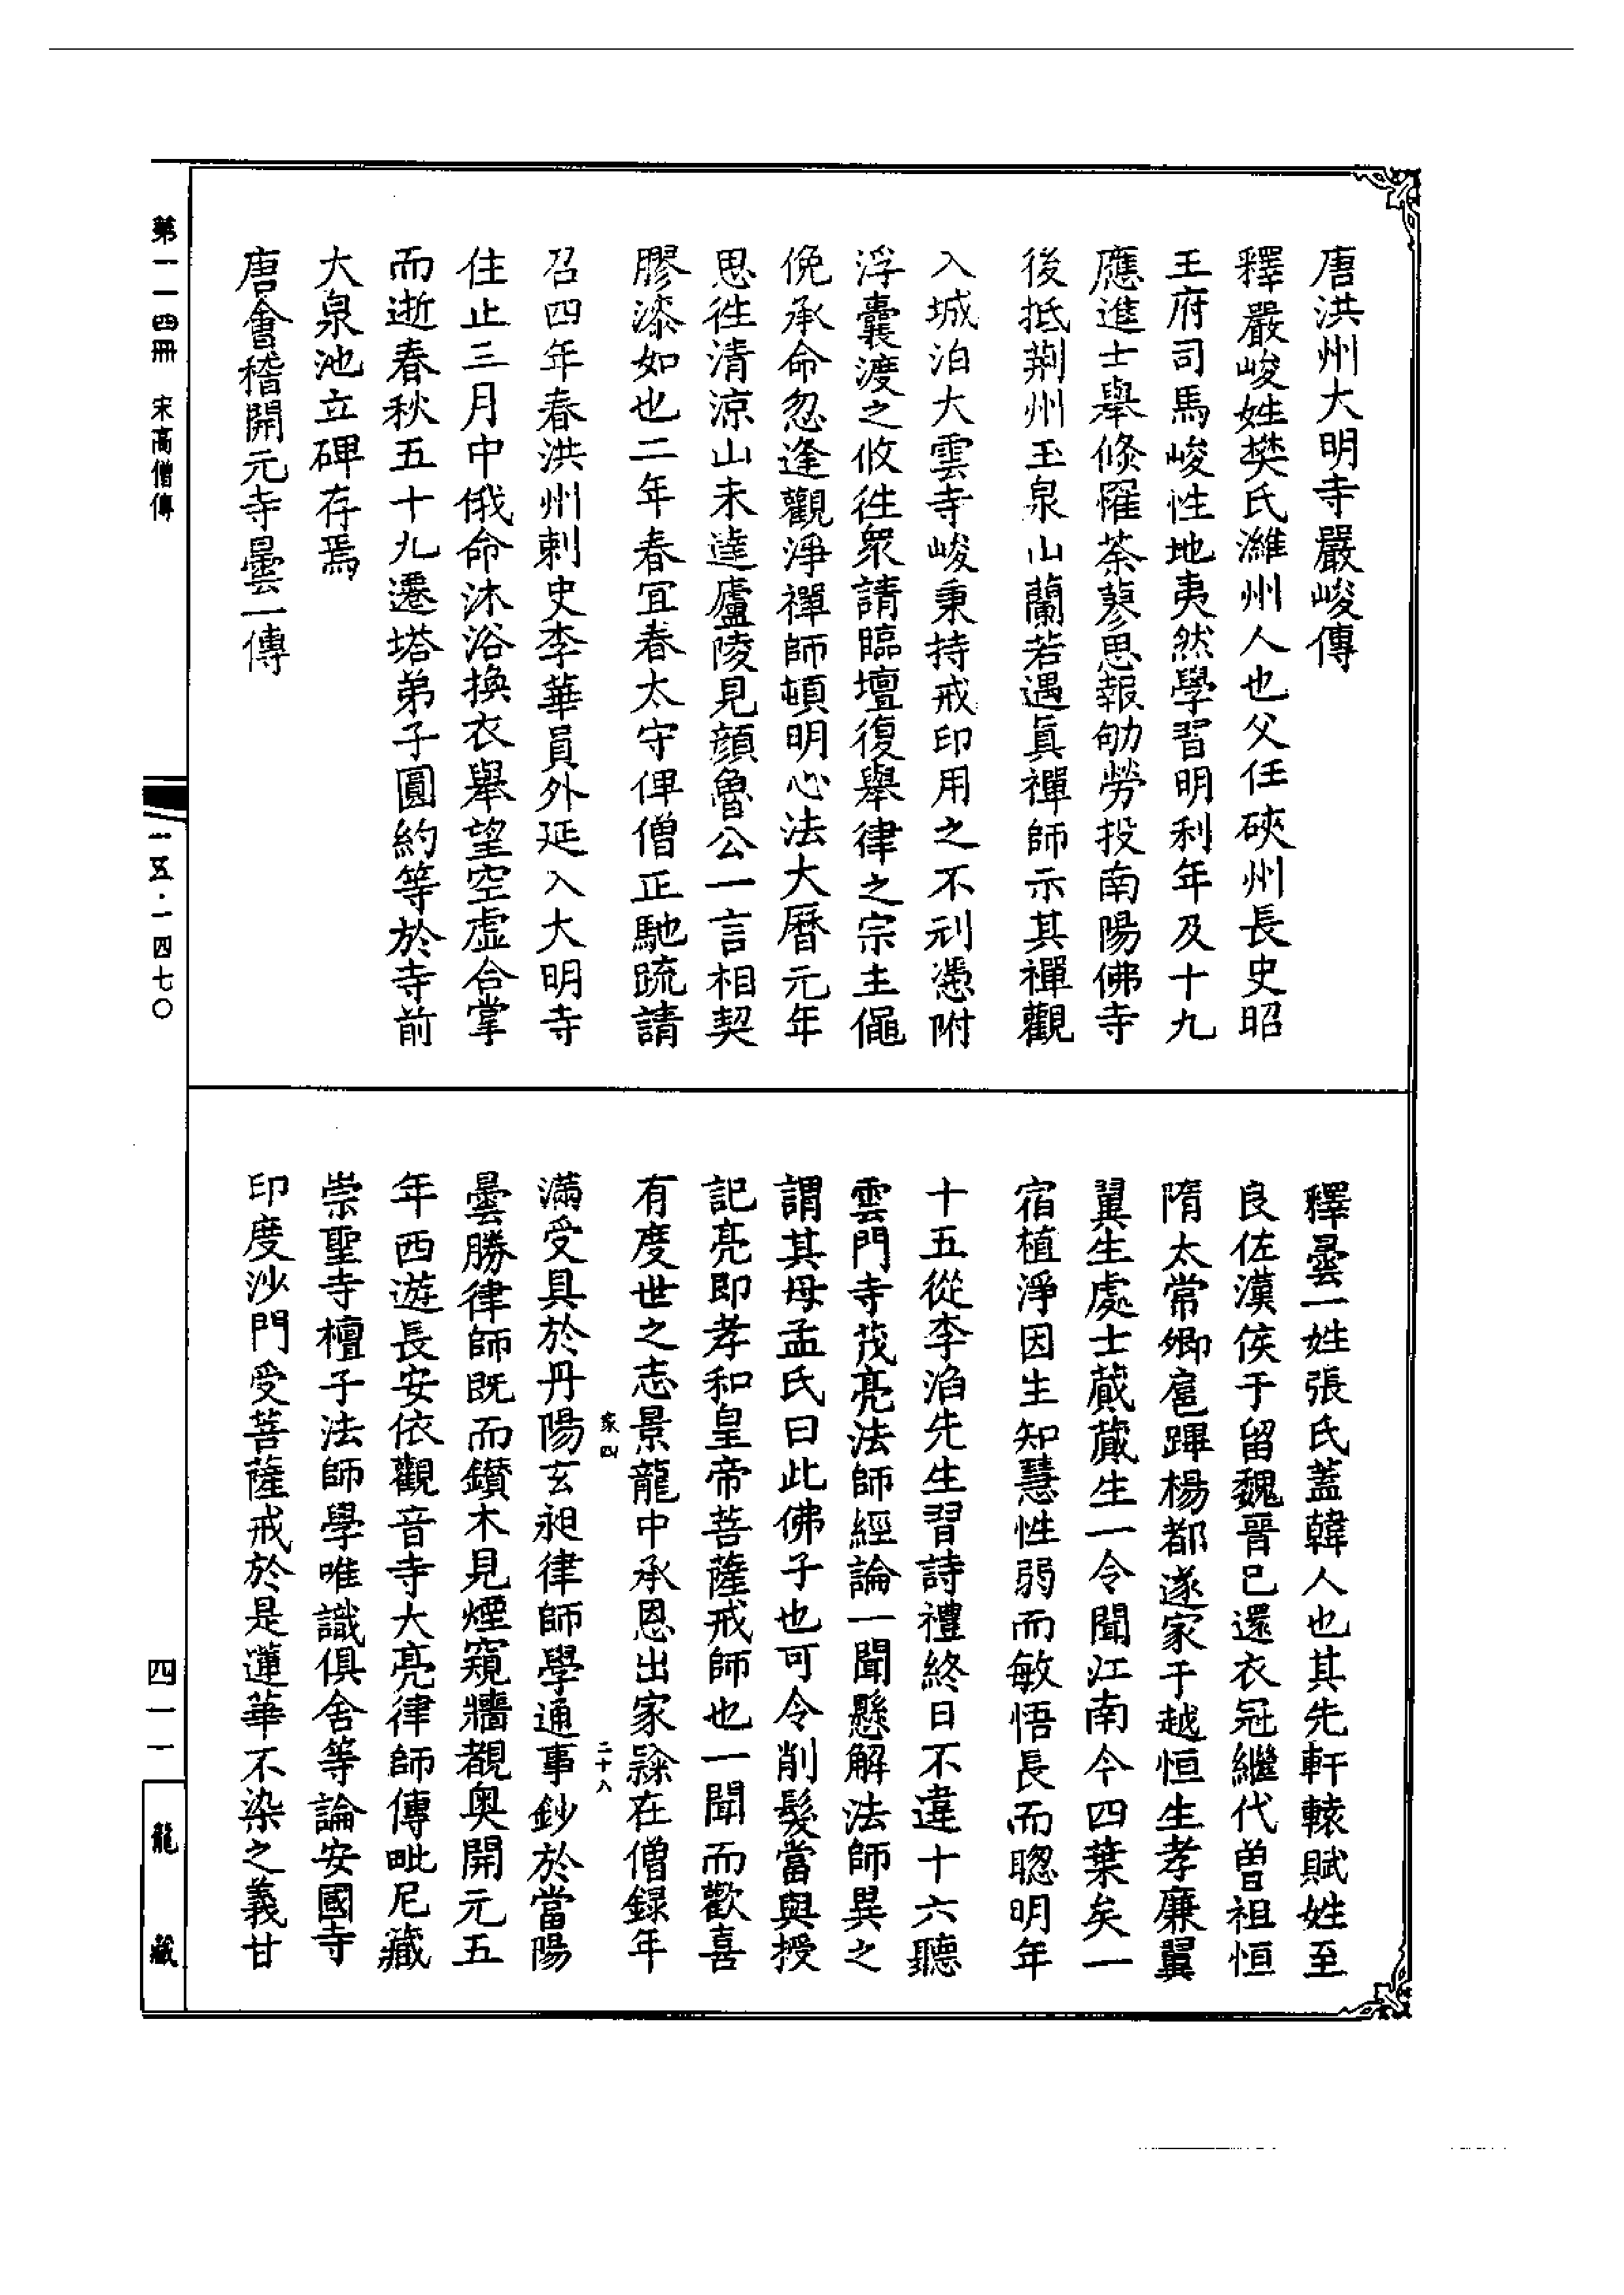 唐洪州大明寺嚴峻傳
釋嚴峻姓樊氏濰州人也父任硤州長史昭
王府司馬峻性地夷然學習明利年及十九
應進士舉倐罹荼蓼思報劬勞投南陽佛寺
後抵荆州玉泉山蘭若遇眞禪師示其禪觀
入城泊大雲寺峻秉持戒印用之不刓慿附
浮囊渡之攸往衆請臨壇復舉律之宗主僶
俛承命忽逢觀淨禪師頓明心法大曆元年
思徃清涼山未達廬陵見顔魯公一言相契
膠漆如也二年春宜春太守俾僧正馳疏請
召四年春洪州刺史李華員外延入大明寺
住止三月中俄命沐浴換衣舉望空虛合掌
而逝春秋五十九遷塔弟子圓約等於寺前
大泉池立碑存焉
唐會稽開元寺曇一傳
釋曇一姓張氏蓋韓人也其先軒轅賦姓至
良佐漢侯于留魏晉已還衣冠繼代曾祖恒
隋太常卿扈蹕楊都遂家于越恒生孝廉翼
翼生處士葳葳生一令聞江南今四葉矣一
宿植淨因生知慧性弱而敏悟長而聰明年
十五從李滔先生習詩禮終日不違十六聽
雲門寺茂亮法師經論一聞懸解法師異之
謂其母孟氏曰此佛子也可令削髮當與授
記亮即孝和皇帝菩薩戒師也一聞而歡喜
有度世之志景龍中承恩出家隷在僧録年
家四
二十八
滿受具於丹陽玄昶律師學通事鈔於當陽
曇勝律師既而鑽木見煙窺牆覩奥開元五
年西遊長安依觀音寺大亮律師傳毗尼藏
崇聖寺檀子法師學唯識俱舍等論安國寺
印度沙門受菩薩戒於是蓮華不染之義甘
第一一四冊　宋高僧傳
一五·一四七〇
四一一
龍藏